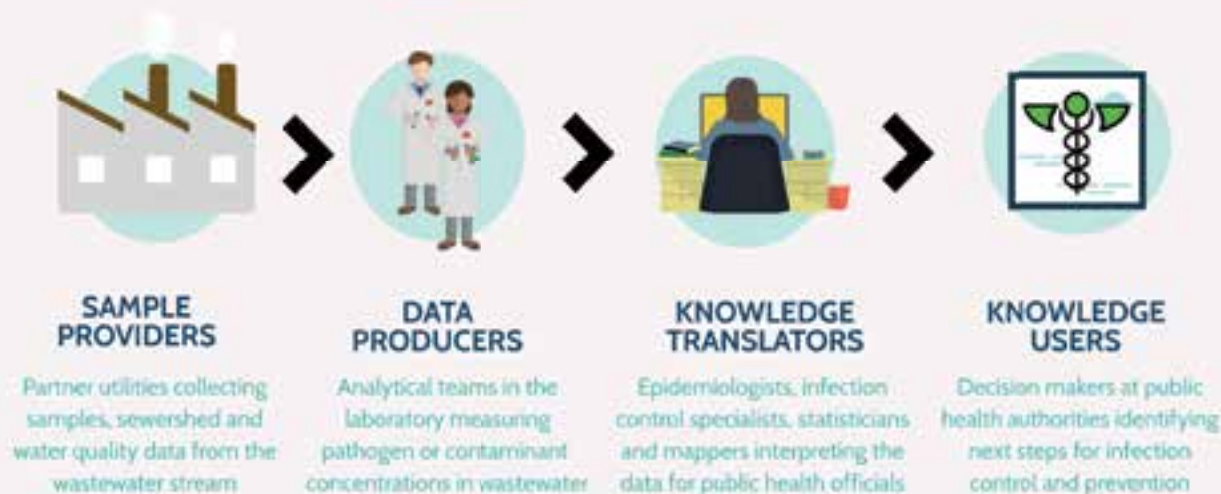 SAMPLE
PROVIDERS
Partner utilities collecting
samples, sewershed and
water quality data from the
wastewater stream
DATA
PRODUCERS
Analytical teams in the
laboratory measuring
pathogen or contaminant
concentrations in wastewater
KNOWLEDGE
TRANSLATORS
Epidemiologists, infection
control specialists, statisticians
and mappers interpreting the
data for public health officials
KNOWLEDGE
USERS
Decision makers at public
health authorities identifying
next steps for infection
control and prevention